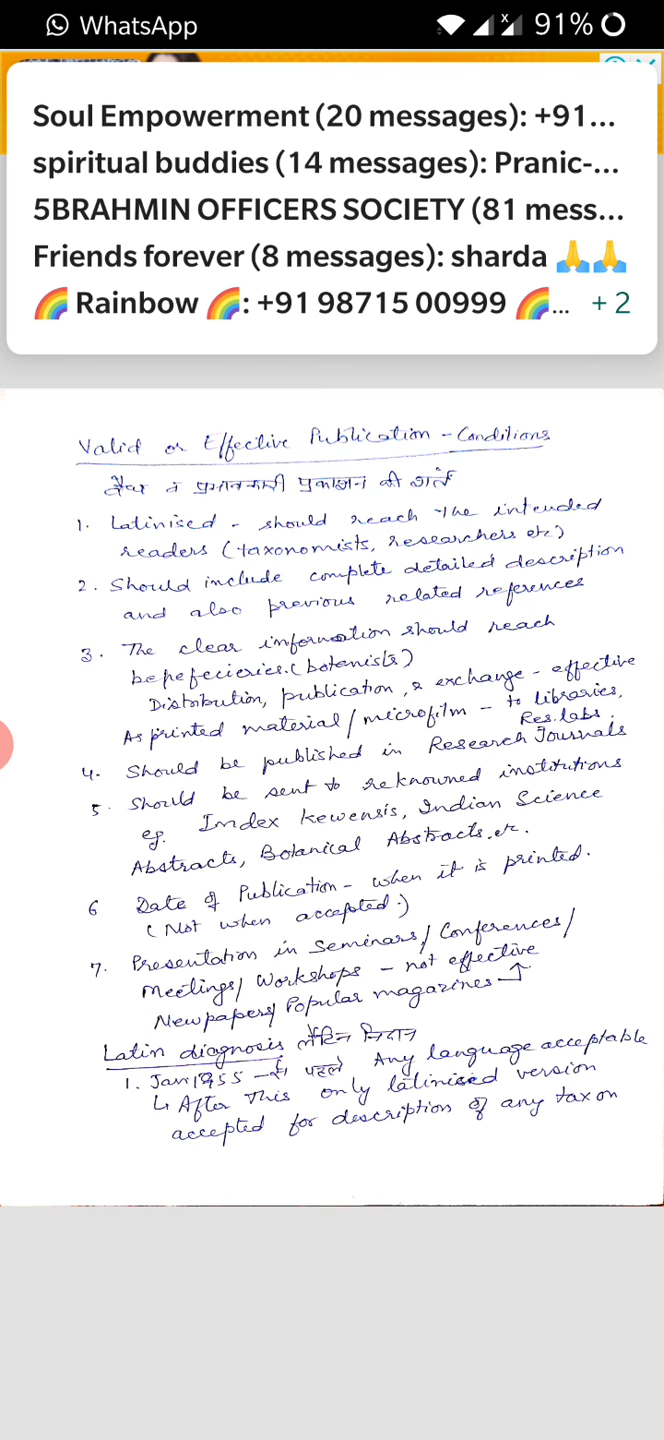 WhatsApp 91%
Soul Empowerment (20 messages): +91...
spiritual buddies (14 messages): Pranic-...
5BRAHMIN OFFICERS SOCIETY (81 mess...
Friends forever (8 messages): sharda 🙏🙏
🌈 Rainbow 🌈: +91 98715 00999 🌈... + 2
Valid or Effective Publication - Conditions
वैध व प्रभावकारी प्रकाशन की शर्तें
1. Latinised - should reach the intended
readers (taxonomists, researchers etc)
2. Should include complete detailed description
and also previous related references
3. The clear information should reach
bepefecieries. (botanists)
Distribution, publication, & exchange - effective
As printed material/microfilm - to libraries,
Res. labs.
4. Should be published in Research Journals
5. Should be sent to reknowned institutions
eg. Index kewensis, Indian Science
Abstracts, Botanical Abstracts, etc.
6 Date of Publication - when it is printed.
(Not when accepted.)
7. Presentation in Seminars/Conferences/
Meetings/Workshops - not effective
Newpapers/Popular magazines ↑
Latin diagnosis लैटिन निदान
1. Jan 1955 - से पहले Any language acceptable
↳ After this only latinised version
accepted for description of any taxon